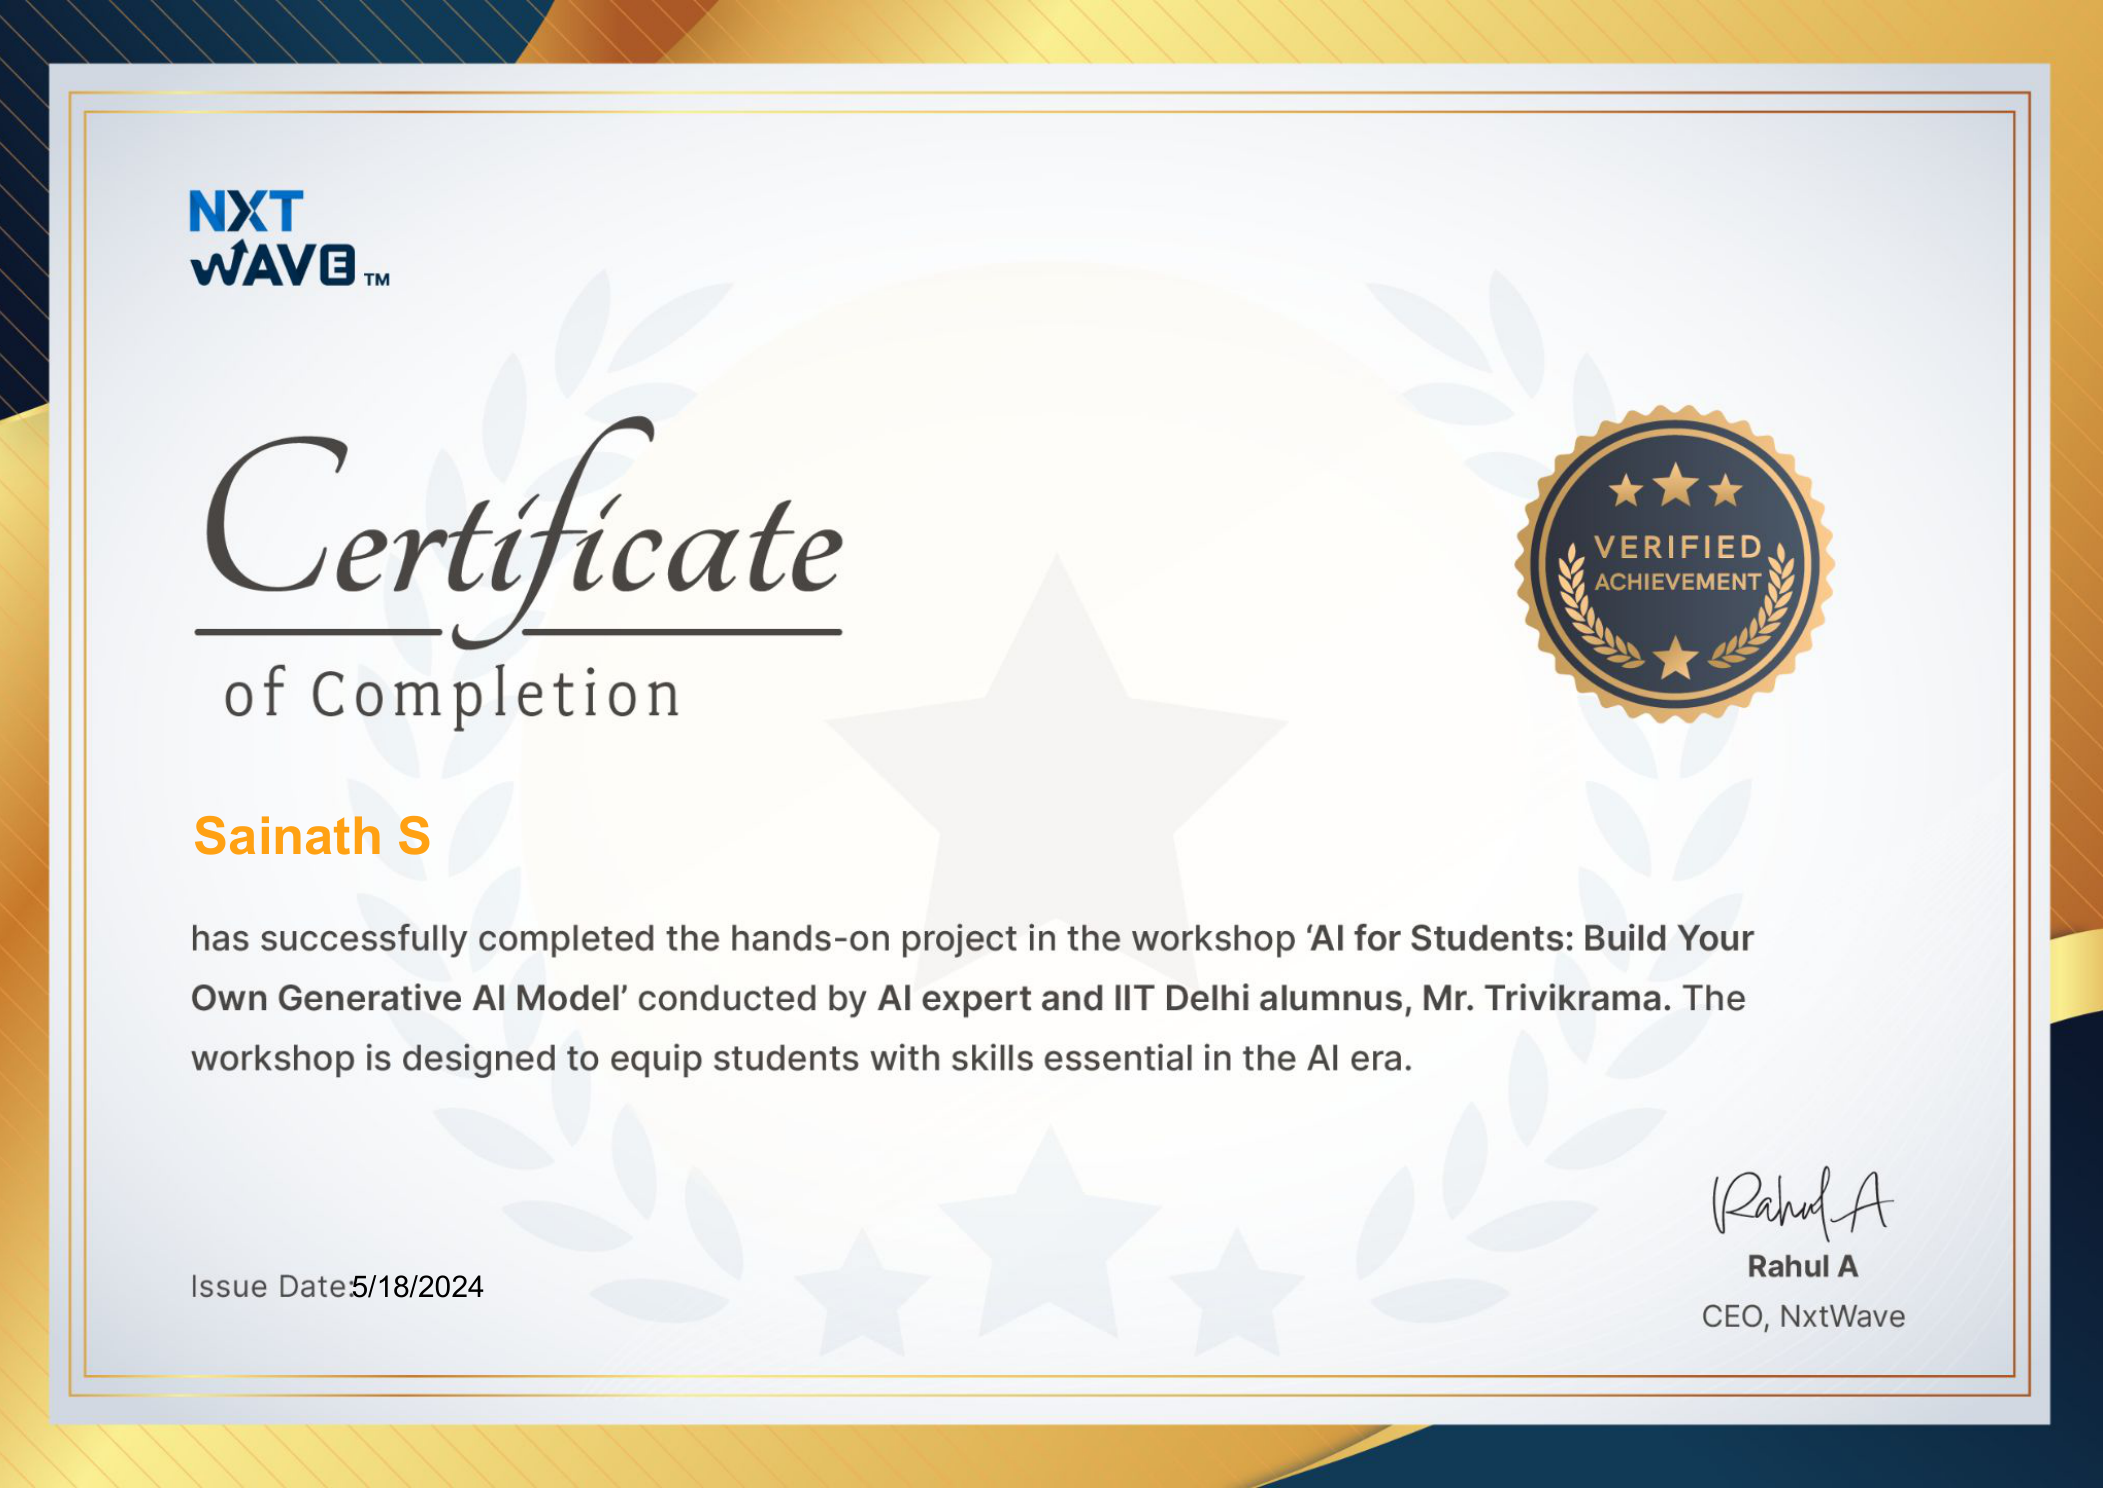 NXT
WAVE TM
Certificate
of Completion
VERIFIED
ACHIEVEMENT
Sainath S
has successfully completed the hands-on project in the workshop ‘AI for Students: Build Your
Own Generative AI Model’ conducted by AI expert and IIT Delhi alumnus, Mr. Trivikrama. The
workshop is designed to equip students with skills essential in the AI era.
Issue Date:5/18/2024
Rahul A
Rahul A
CEO, NxtWave